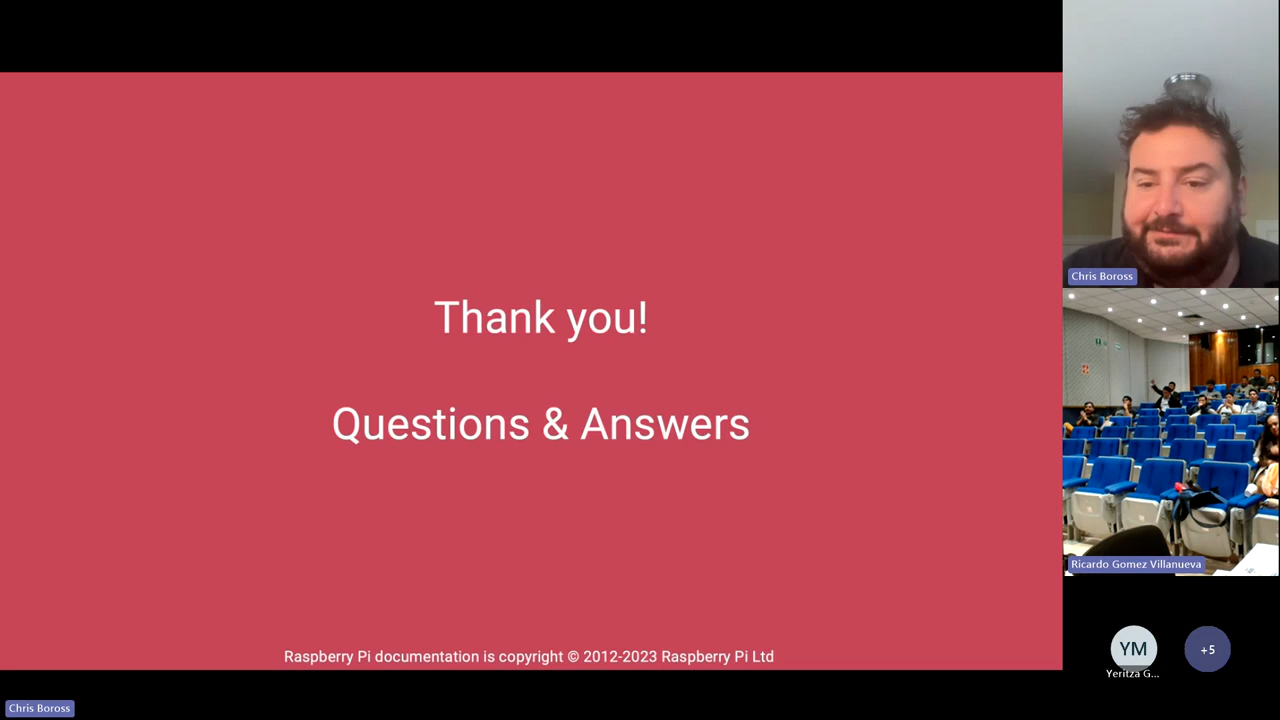 Thank you!
Questions & Answers
Raspberry Pi documentation is copyright © 2012-2023 Raspberry Pi Ltd
Chris Boross
Chris Boross
Ricardo Gomez Villanueva
YM
Yeritza G...
+5